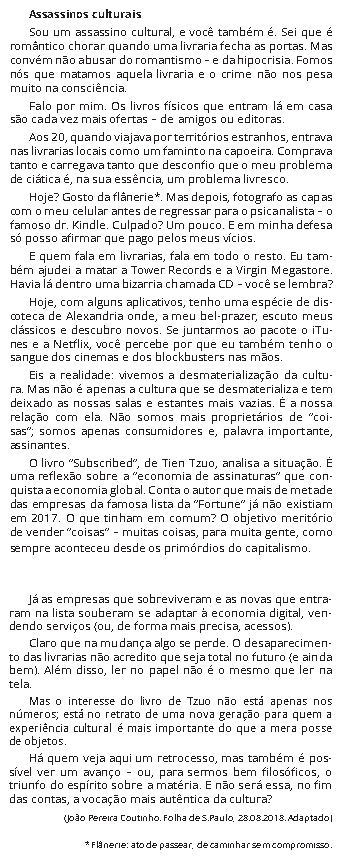 Assassinos culturais
Sou um assassino cultural, e você também é. Sei que é
romântico chorar quando uma livraria fecha as portas. Mas
convém não abusar do romantismo – e da hipocrisia. Fomos
nós que matamos aquela livraria e o crime não nos pesa
muito na consciência.
Falo por mim. Os livros físicos que entram lá em casa
são cada vez mais ofertas – de amigos ou editoras.
Aos 20, quando viajava por territórios estranhos, entrava
nas livrarias locais como um faminto na capoeira. Comprava
tanto e carregava tanto que desconfio que o meu problema
de ciática é, na sua essência, um problema livresco.
Hoje? Gosto da flânerie*. Mas depois, fotografo as capas
com o meu celular antes de regressar para o psicanalista – o
famoso dr. Kindle. Culpado? Um pouco. E em minha defesa
só posso afirmar que pago pelos meus vícios.
E quem fala em livrarias, fala em todo o resto. Eu tam-
bém ajudei a matar a Tower Records e a Virgin Megastore.
Havia lá dentro uma bizarria chamada CD – você se lembra?
Hoje, com alguns aplicativos, tenho uma espécie de dis-
coteca de Alexandria onde, a meu bel-prazer, escuto meus
clássicos e descubro novos. Se juntarmos ao pacote o iTu-
nes e a Netflix, você percebe por que eu também tenho o
sangue dos cinemas e dos blockbusters nas mãos.
Eis a realidade: vivemos a desmaterialização da cultu-
ra. Mas não é apenas a cultura que se desmaterializa e tem
deixado as nossas salas e estantes mais vazias. É a nossa
relação com ela. Não somos mais proprietários de “coi-
sas”; somos apenas consumidores e, palavra importante,
assinantes.
O livro “Subscribed”, de Tien Tzuo, analisa a situação. É
uma reflexão sobre a “economia de assinaturas” que con-
quista a economia global. Conta o autor que mais de metade
das empresas da famosa lista da “Fortune” já não existiam
em 2017. O que tinham em comum? O objetivo meritório
de vender “coisas” – muitas coisas, para muita gente, como
sempre aconteceu desde os primórdios do capitalismo.
Já as empresas que sobreviveram e as novas que entra-
ram na lista souberam se adaptar à economia digital, ven-
dendo serviços (ou, de forma mais precisa, acessos).
Claro que na mudança algo se perde. O desaparecimen-
to das livrarias não acredito que seja total no futuro (e ainda
bem). Além disso, ler no papel não é o mesmo que ler na
tela.
Mas o interesse do livro de Tzuo não está apenas nos
números; está no retrato de uma nova geração para quem a
experiência cultural é mais importante do que a mera posse
de objetos.
Há quem veja aqui um retrocesso, mas também é pos-
sível ver um avanço – ou, para sermos bem filosóficos, o
triunfo do espírito sobre a matéria. E não será essa, no fim
das contas, a vocação mais autêntica da cultura?
(João Pereira Coutinho. Folha de S.Paulo, 28.08.2018. Adaptado)
* Flânerie: ato de passear, de caminhar sem compromisso.